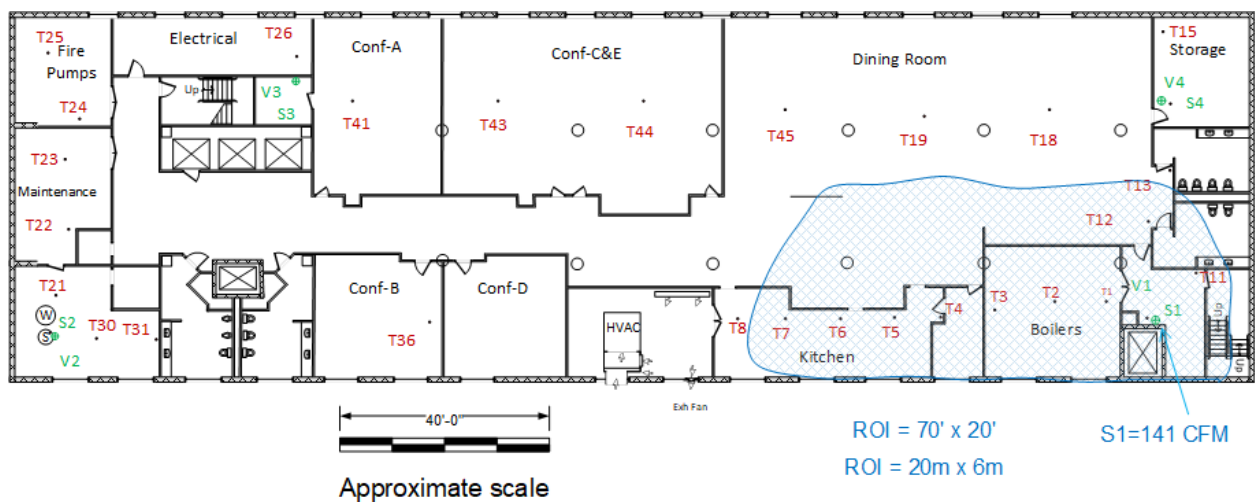 T25
Fire
Pumps
T24
Electrical
T26
Up
V3
S3
Conf-A
T41
Conf-C&E
T43
T44
Dining Room
T45
T19
T18
T15
Storage
V4
S4
T23
Maintenance
T22
T13
T12
T21
W
S2
S
V2
T30
T31
Conf-B
T36
Conf-D
HVAC
T8
T7
T6
T5
Kitchen
T4
T3
T2
T1
Boilers
V1
S1
T11
Up
Up
Exh Fan
40'-0"
Approximate scale
ROI = 70' x 20'
ROI = 20m x 6m
S1=141 CFM